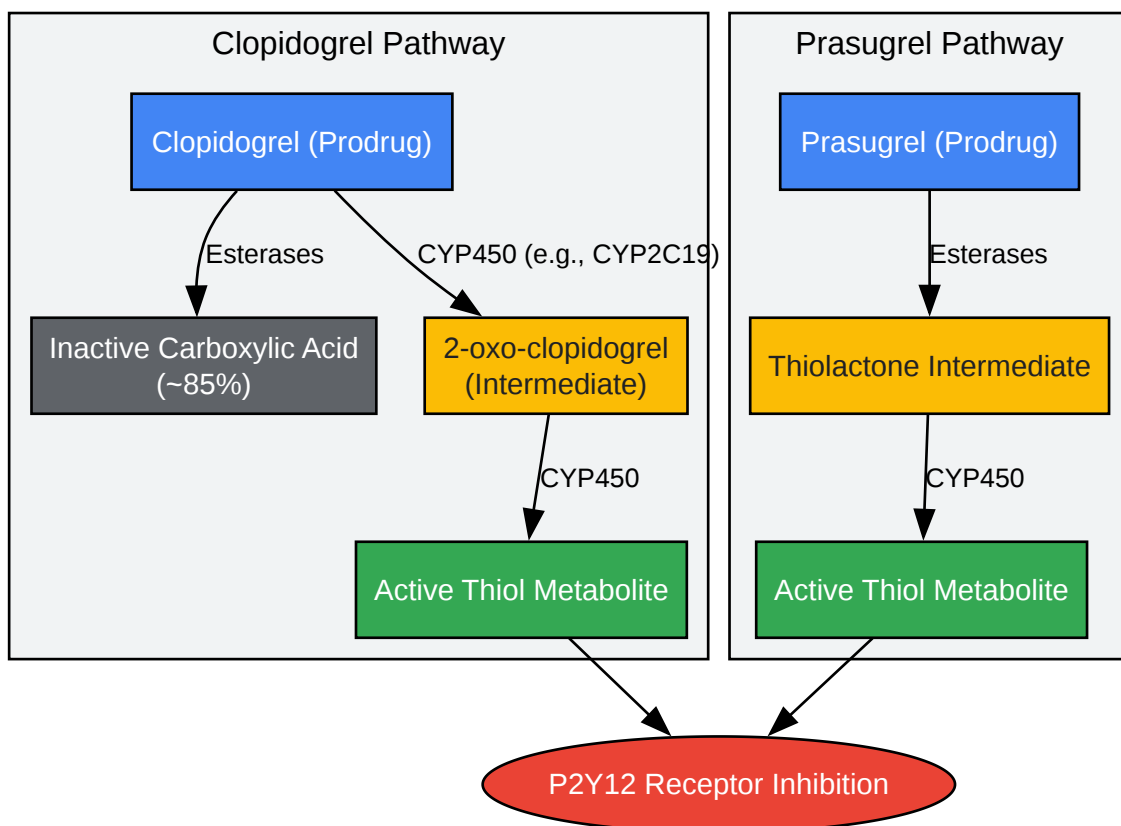 Clopidogrel Pathway
Clopidogrel (Prodrug)
Esterases
CYP450 (e.g., CYP2C19)
Inactive Carboxylic Acid
(~85%)
2-oxo-clopidogrel
(Intermediate)
CYP450
Active Thiol Metabolite
Prasugrel Pathway
Prasugrel (Prodrug)
Esterases
Thiolactone Intermediate
CYP450
Active Thiol Metabolite
P2Y12 Receptor Inhibition